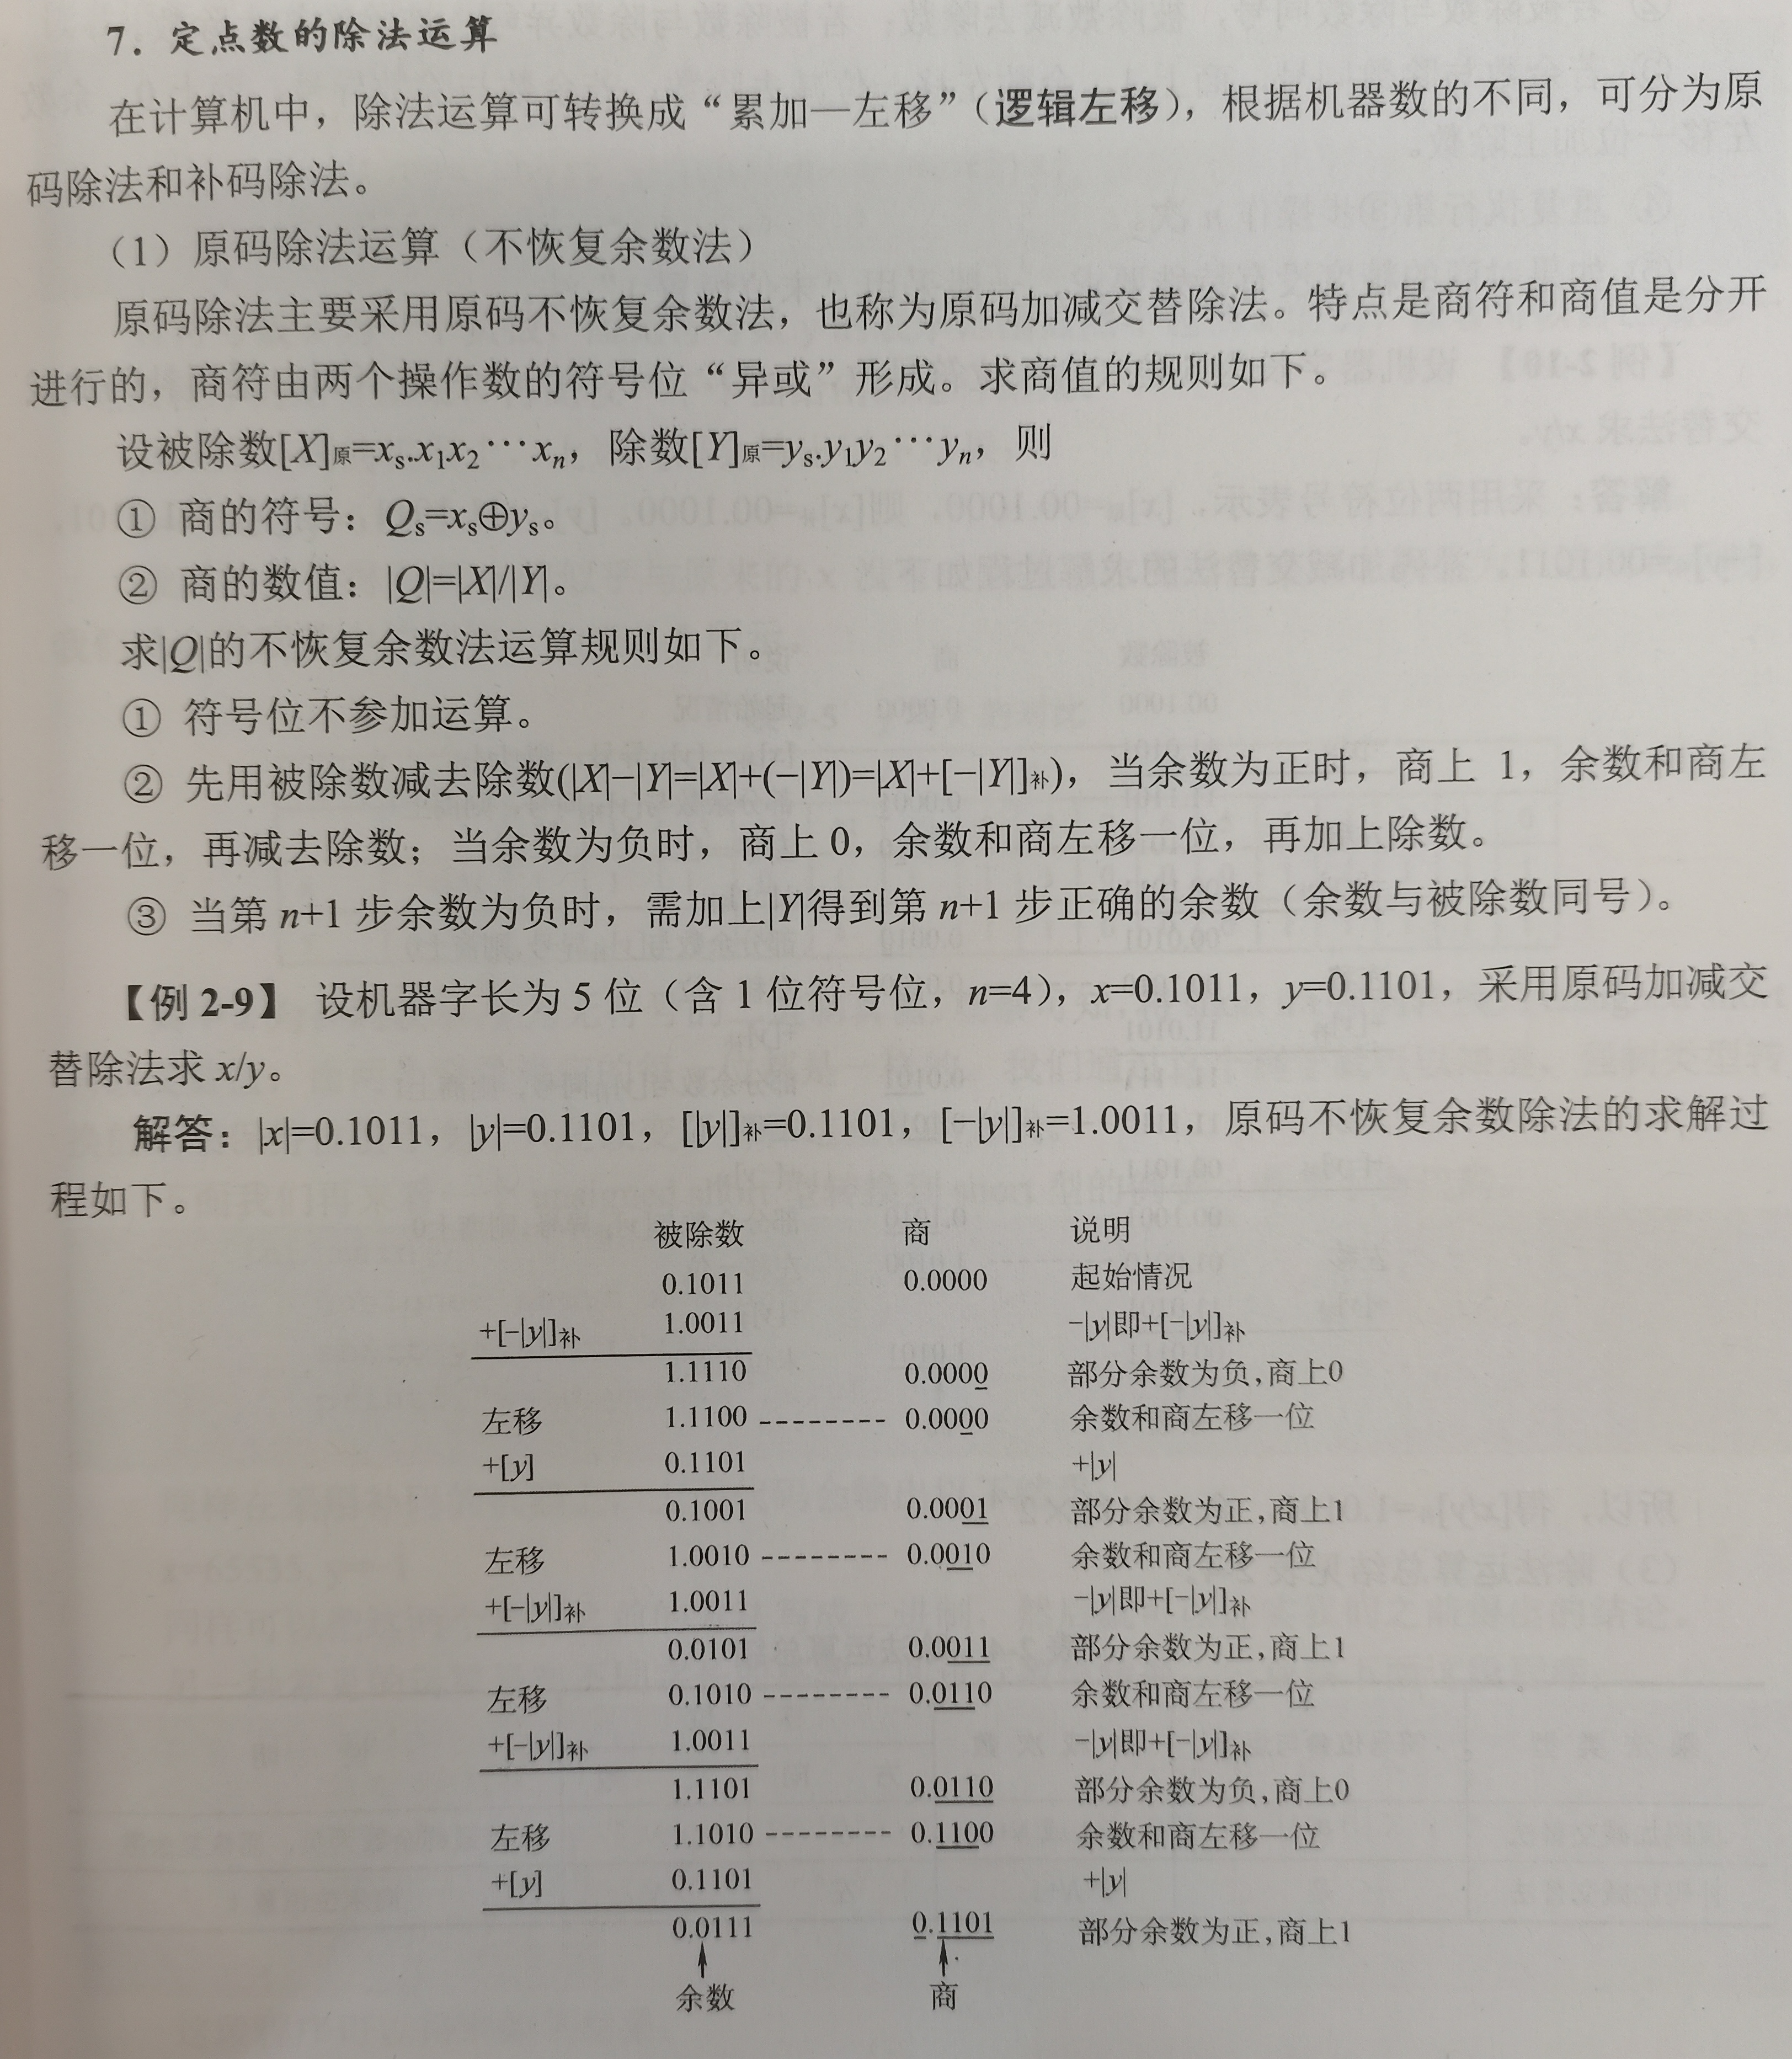 7. 定点数的除法运算
在计算机中，除法运算可转换成“累加—左移”（逻辑左移），根据机器数的不同，可分为原
码除法和补码除法。
（1）原码除法运算（不恢复余数法）
原码除法主要采用原码不恢复余数法，也称为原码加减交替除法。特点是商符和商值是分开
进行的，商符由两个操作数的符号位“异或”形成。求商值的规则如下。
设被除数[X]原=xs.x1x2…xn，除数[Y]原=ys.y1y2…yn，则
① 商的符号：Qs=xs⊕ys。
② 商的数值：|Q|=|X|/|Y|。
求|Q|的不恢复余数法运算规则如下。
① 符号位不参加运算。
② 先用被除数减去除数(|X|−|Y|=|X|+(−|Y|)=|X|+[−|Y|]补)，当余数为正时，商上 1，余数和商左
移一位，再减去除数；当余数为负时，商上 0，余数和商左移一位，再加上除数。
③ 当第 n+1 步余数为负时，需加上|Y|得到第 n+1 步正确的余数（余数与被除数同号）。
【例 2-9】 设机器字长为 5 位（含 1 位符号位，n=4），x=0.1011，y=0.1101，采用原码加减交
替除法求 x/y。
解答：|x|=0.1011，|y|=0.1101，[|y|]补=0.1101，[−|y|]补=1.0011，原码不恢复余数除法的求解过
程如下。
被除数 商 说明
0.1011 0.0000 起始情况
+[−|y|]补 1.0011 −|y|即+[−|y|]补
1.1110 0.0000 部分余数为负,商上0
左移 1.1100 -------- 0.0000 余数和商左移一位
+[y] 0.1101 +|y|
0.1001 0.0001 部分余数为正,商上1
左移 1.0010 -------- 0.0010 余数和商左移一位
+[−|y|]补 1.0011 −|y|即+[−|y|]补
0.0101 0.0011 部分余数为正,商上1
左移 0.1010 -------- 0.0110 余数和商左移一位
+[−|y|]补 1.0011 −|y|即+[−|y|]补
1.1101 0.0110 部分余数为负,商上0
左移 1.1010 -------- 0.1100 余数和商左移一位
+[y] 0.1101 +|y|
0.0111 0.1101 部分余数为正,商上1
余数 商